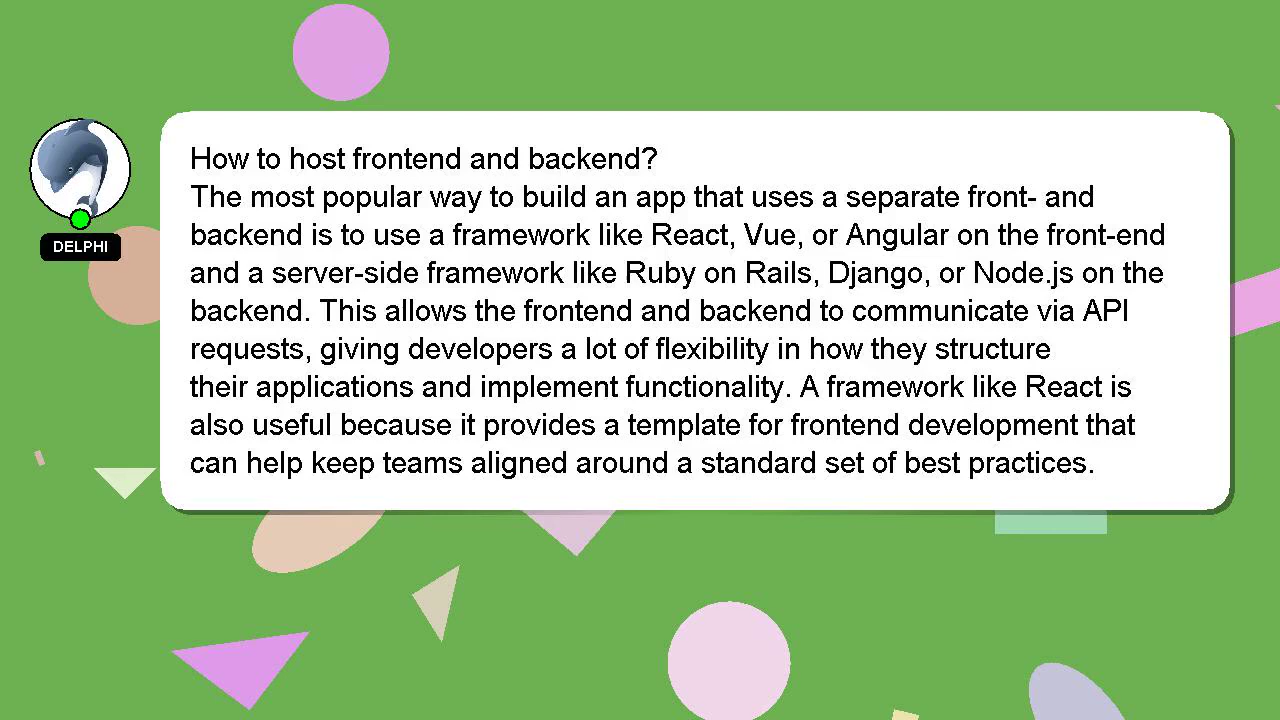 How to host frontend and backend?
The most popular way to build an app that uses a separate front- and
backend is to use a framework like React, Vue, or Angular on the front-end
and a server-side framework like Ruby on Rails, Django, or Node.js on the
backend. This allows the frontend and backend to communicate via API
requests, giving developers a lot of flexibility in how they structure
their applications and implement functionality. A framework like React is
also useful because it provides a template for frontend development that
can help keep teams aligned around a standard set of best practices.
DELPHI